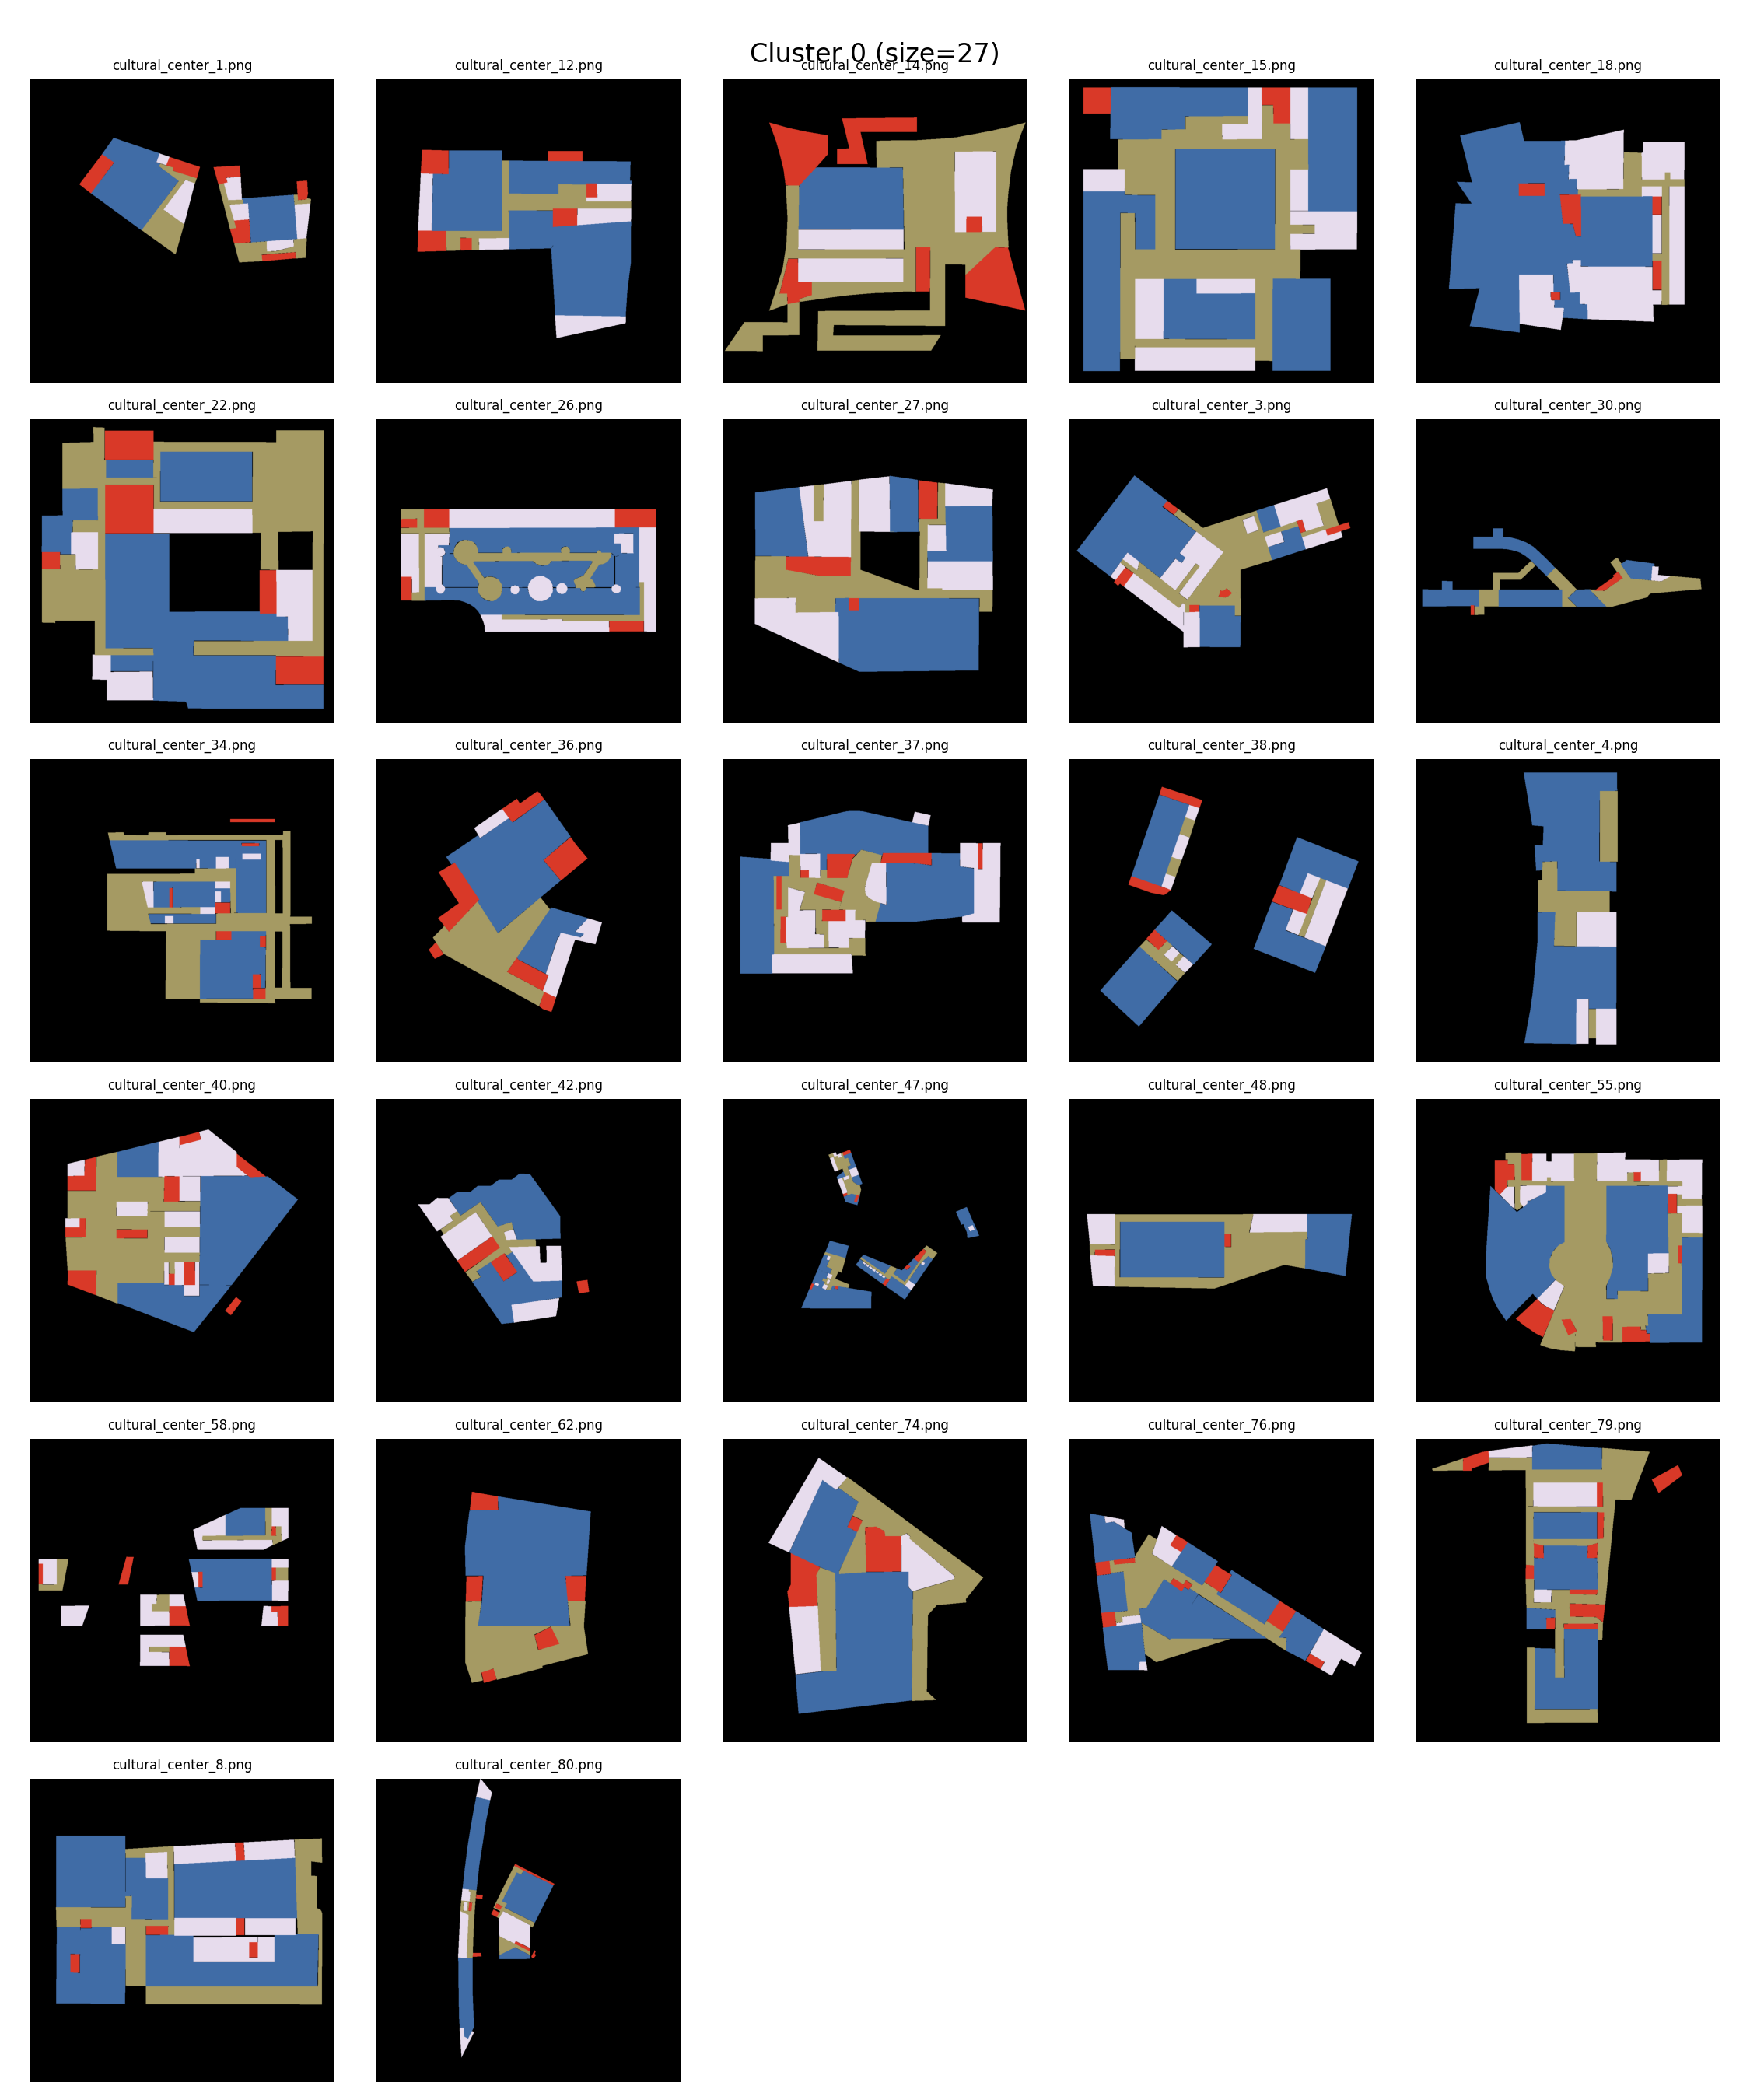 Cluster 0 (size=27)
cultural_center_1.png
cultural_center_12.png
cultural_center_14.png
cultural_center_15.png
cultural_center_18.png
cultural_center_22.png
cultural_center_26.png
cultural_center_27.png
cultural_center_3.png
cultural_center_30.png
cultural_center_34.png
cultural_center_36.png
cultural_center_37.png
cultural_center_38.png
cultural_center_4.png
cultural_center_40.png
cultural_center_42.png
cultural_center_47.png
cultural_center_48.png
cultural_center_55.png
cultural_center_58.png
cultural_center_62.png
cultural_center_74.png
cultural_center_76.png
cultural_center_79.png
cultural_center_8.png
cultural_center_80.png